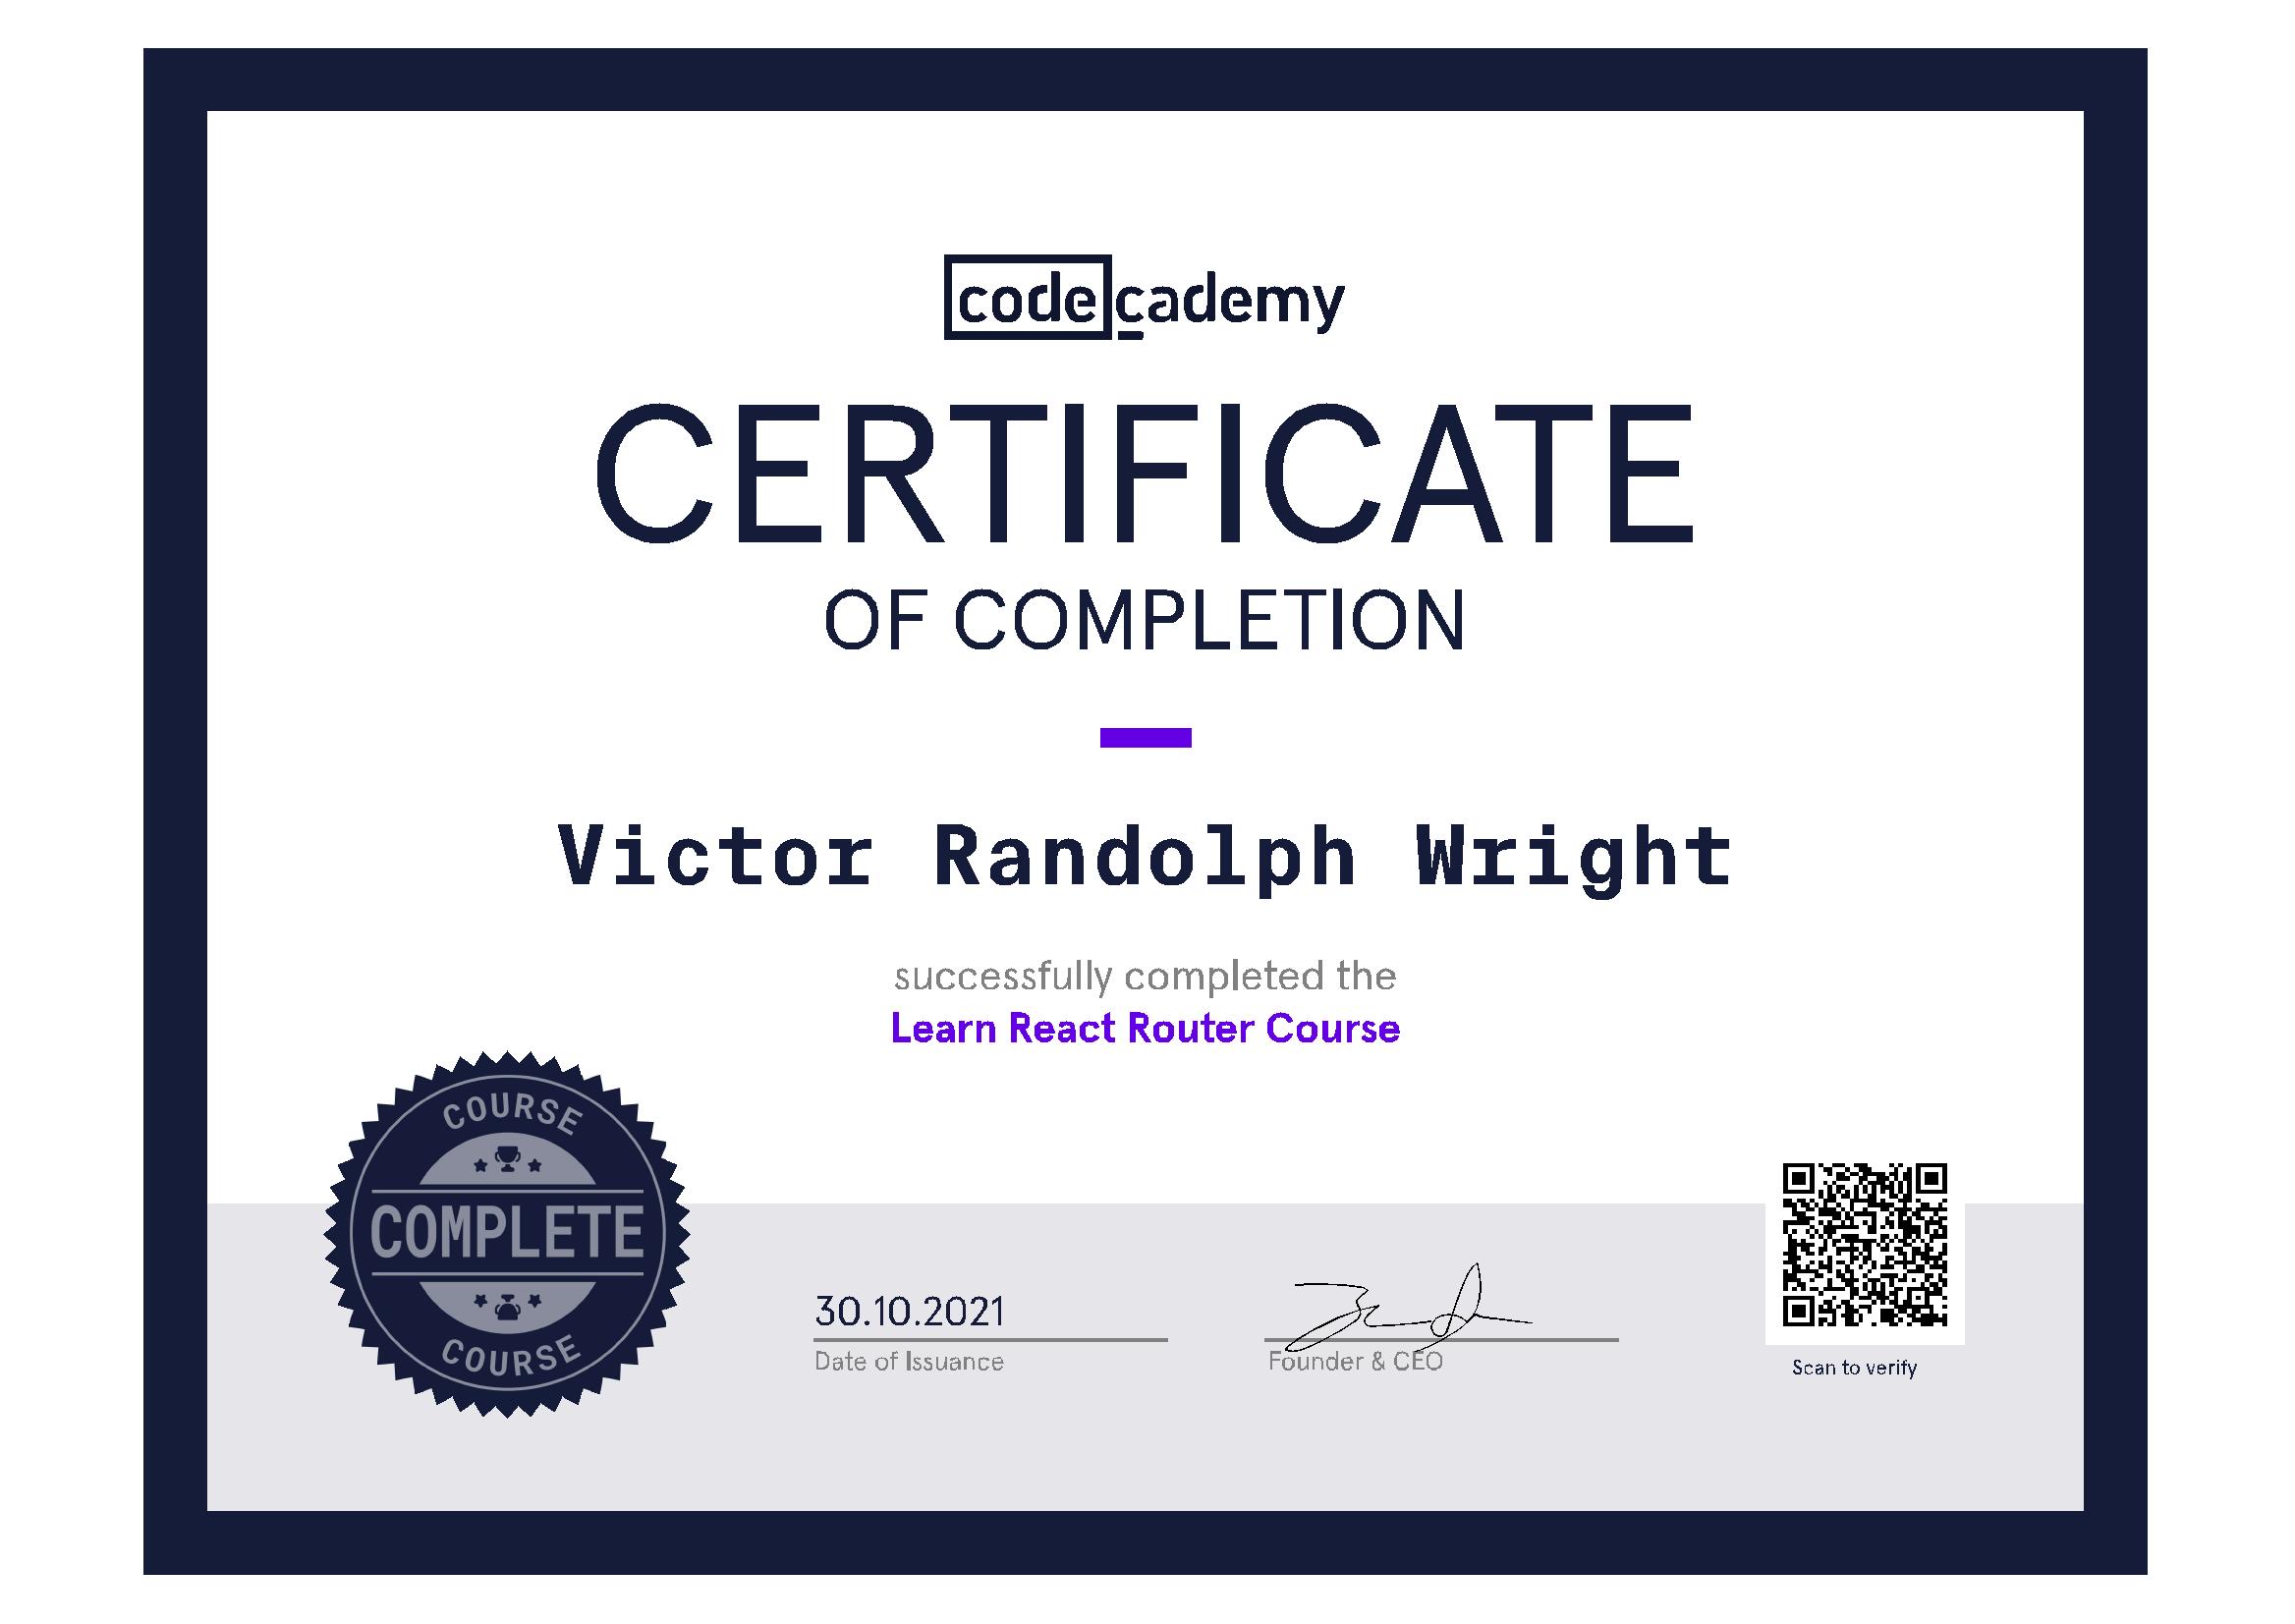 codecademy
CERTIFICATE
OF COMPLETION
Victor Randolph Wright
successfully completed the
Learn React Router Course
COURSE
COMPLETE
COURSE
30.10.2021
Date of Issuance
Founder & CEO
Scan to verify